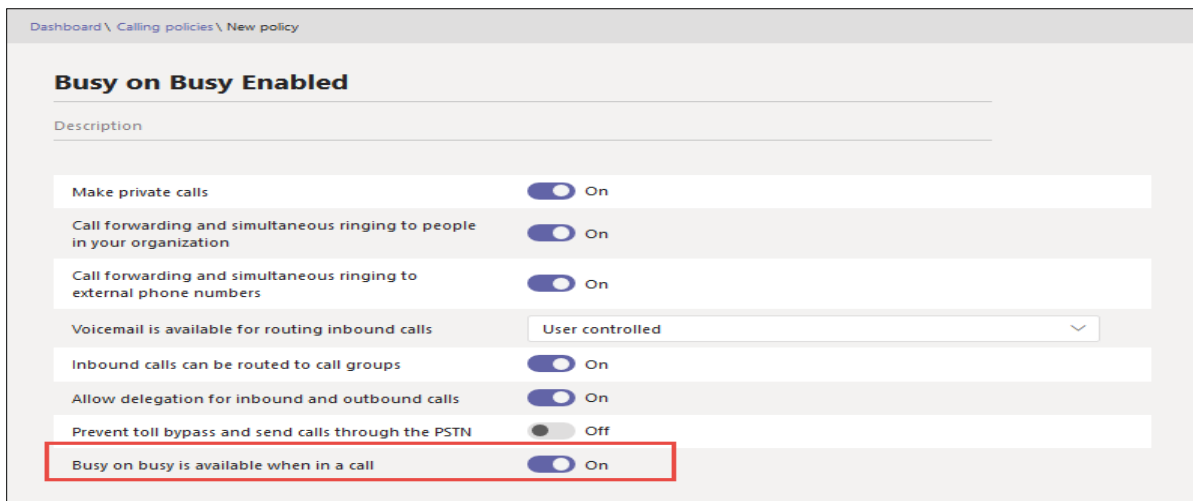 Dashboard \ Calling policies \ New policy
Busy on Busy Enabled
Description
Make private calls On
Call forwarding and simultaneous ringing to people
in your organization On
Call forwarding and simultaneous ringing to
external phone numbers On
Voicemail is available for routing inbound calls User controlled
Inbound calls can be routed to call groups On
Allow delegation for inbound and outbound calls On
Prevent toll bypass and send calls through the PSTN Off
Busy on busy is available when in a call On